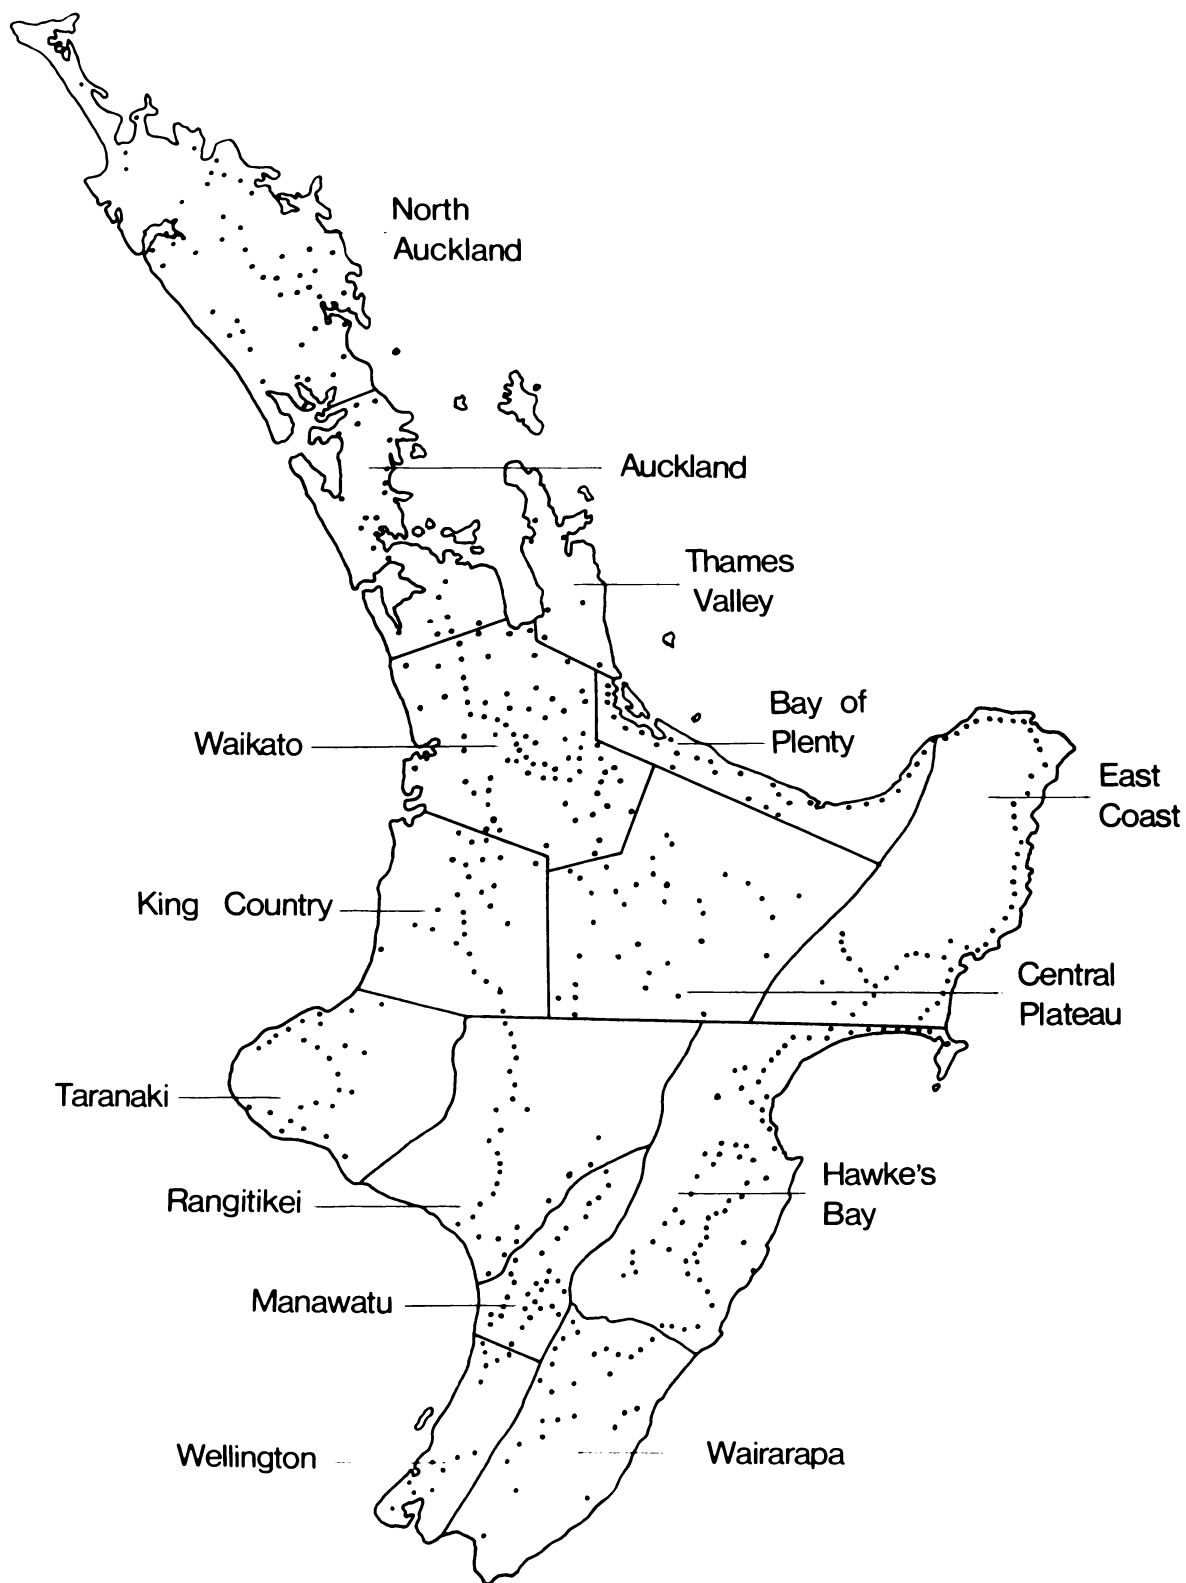 North
Auckland
Auckland
Thames
Valley
Bay of
Plenty
Waikato
East
Coast
King Country
Central
Plateau
Taranaki
Hawke's
Bay
Rangitikei
Manawatu
Wellington
Wairarapa